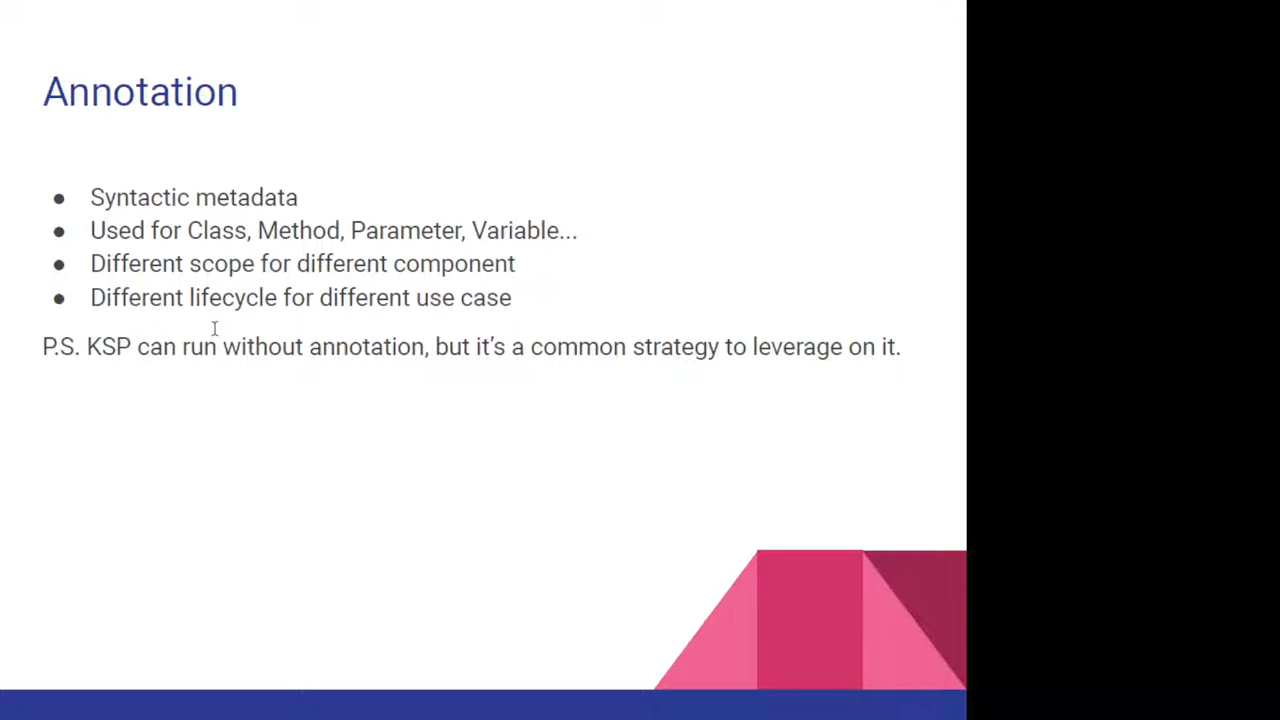 Annotation
● Syntactic metadata
● Used for Class, Method, Parameter, Variable...
● Different scope for different component
● Different lifecycle for different use case
P.S. KSP can run without annotation, but it’s a common strategy to leverage on it.